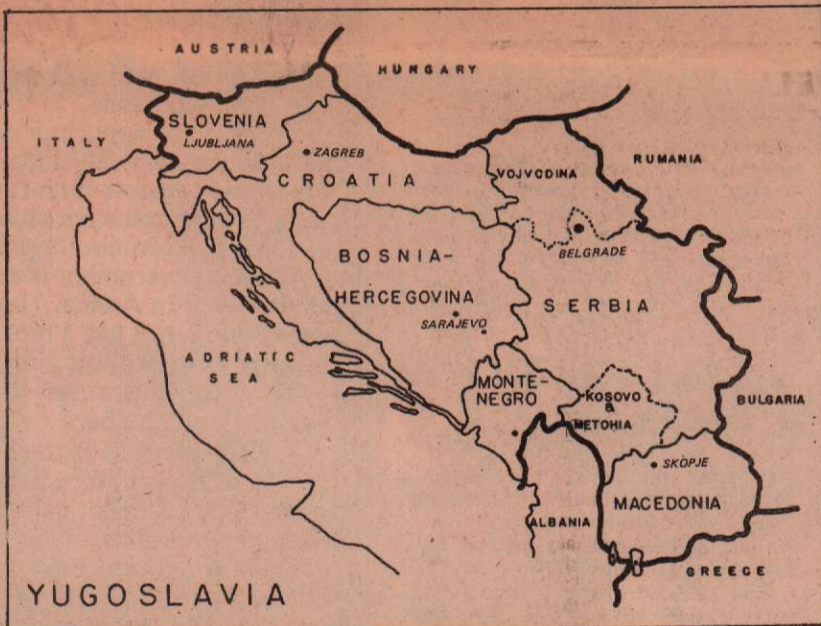 AUSTRIA
HUNGARY
ITALY
SLOVENIA
LJUBLJANA
ZAGREB
CROATIA
VOJVODINA
RUMANIA
BELGRADE
BOSNIA-
HERCEGOVINA
SARAJEVO
SERBIA
ADRIATIC
SEA
MONTE-
NEGRO
KOSOVO
&
METOHIA
BULGARIA
SKOPJE
MACEDONIA
ALBANIA
GREECE
YUGOSLAVIA